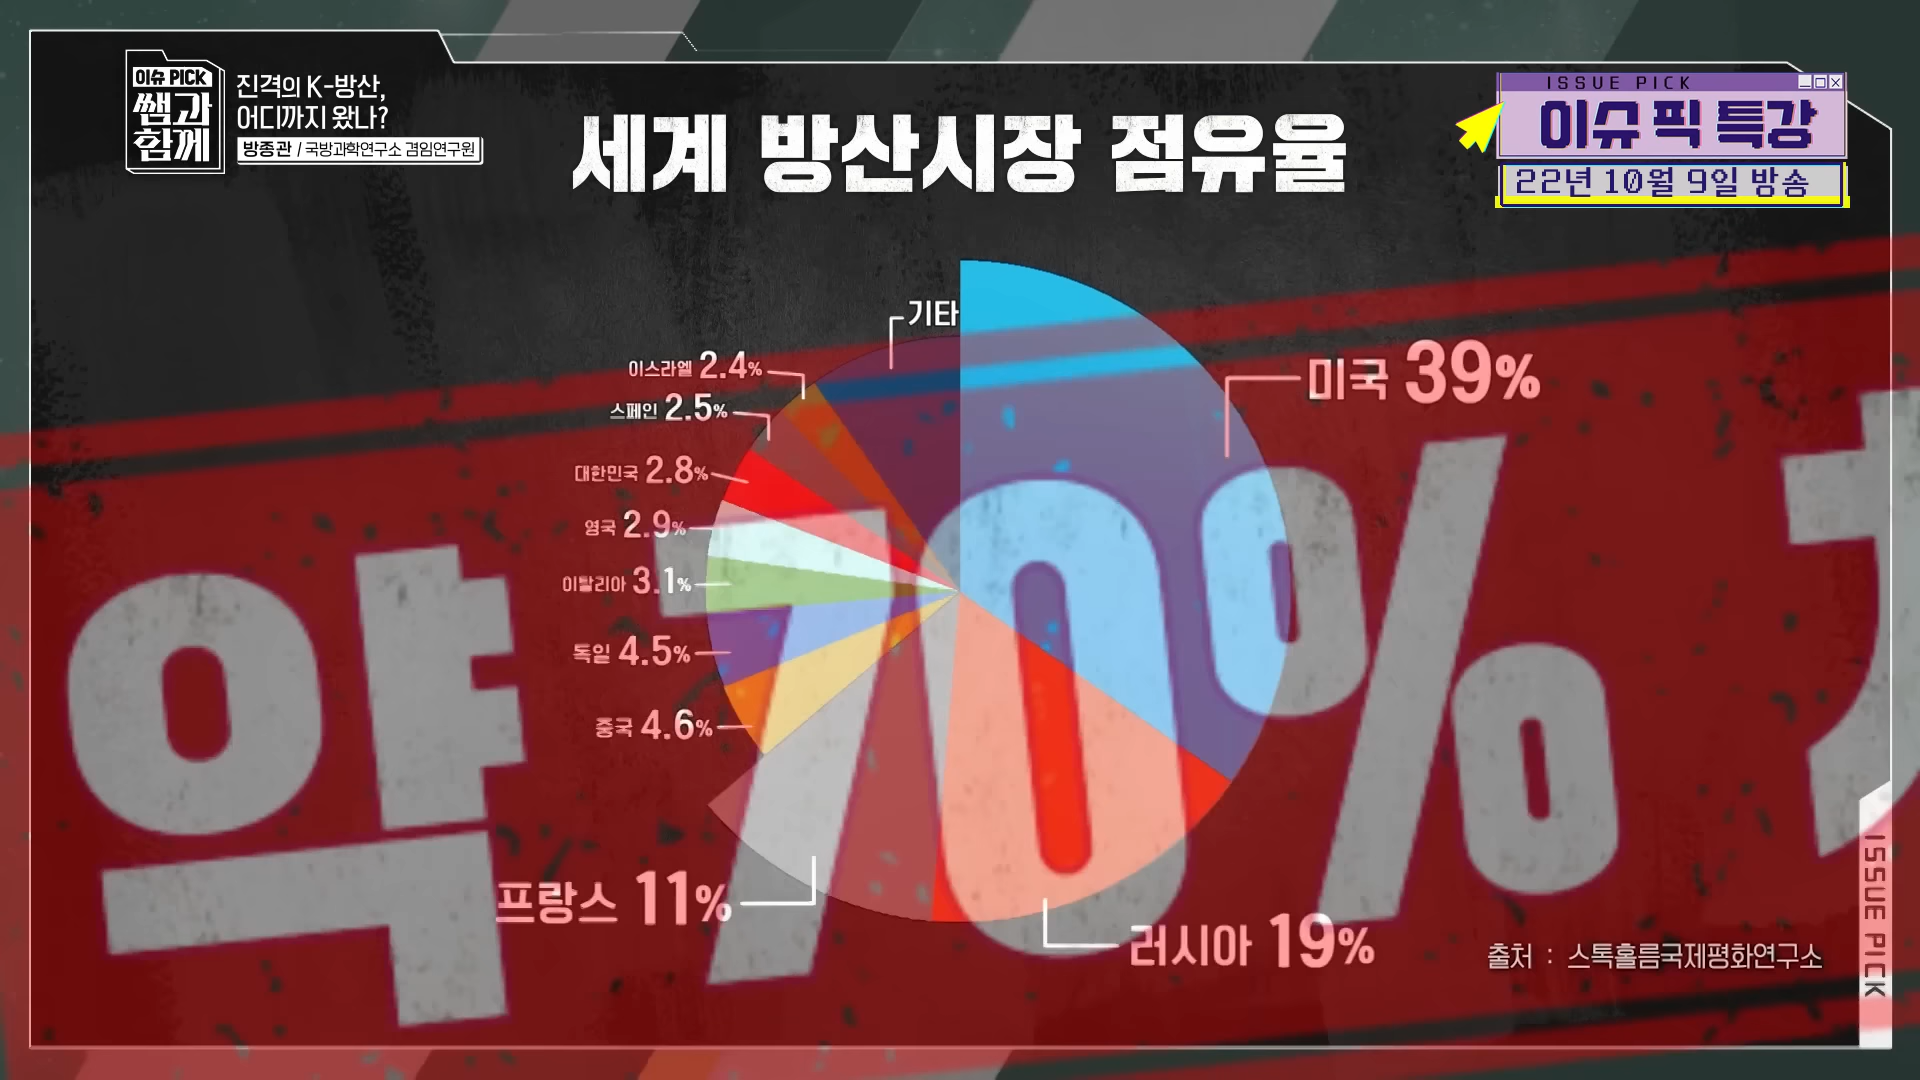 이슈 PICK
쌤과
함께
진격의 K-방산,
어디까지 왔나?
방종관 / 국방과학연구소 겸임연구원
세계 방산시장 점유율
ISSUE PICK
이슈 픽 특강
22년 10월 9일 방송
기타
이스라엘 2.4%
스페인 2.5%
대한민국 2.8%
영국 2.9%
이탈리아 3.1%
독일 4.5%
중국 4.6%
프랑스 11%
미국 39%
러시아 19%
약 70%
출처 : 스톡홀름국제평화연구소
ISSUE PICK